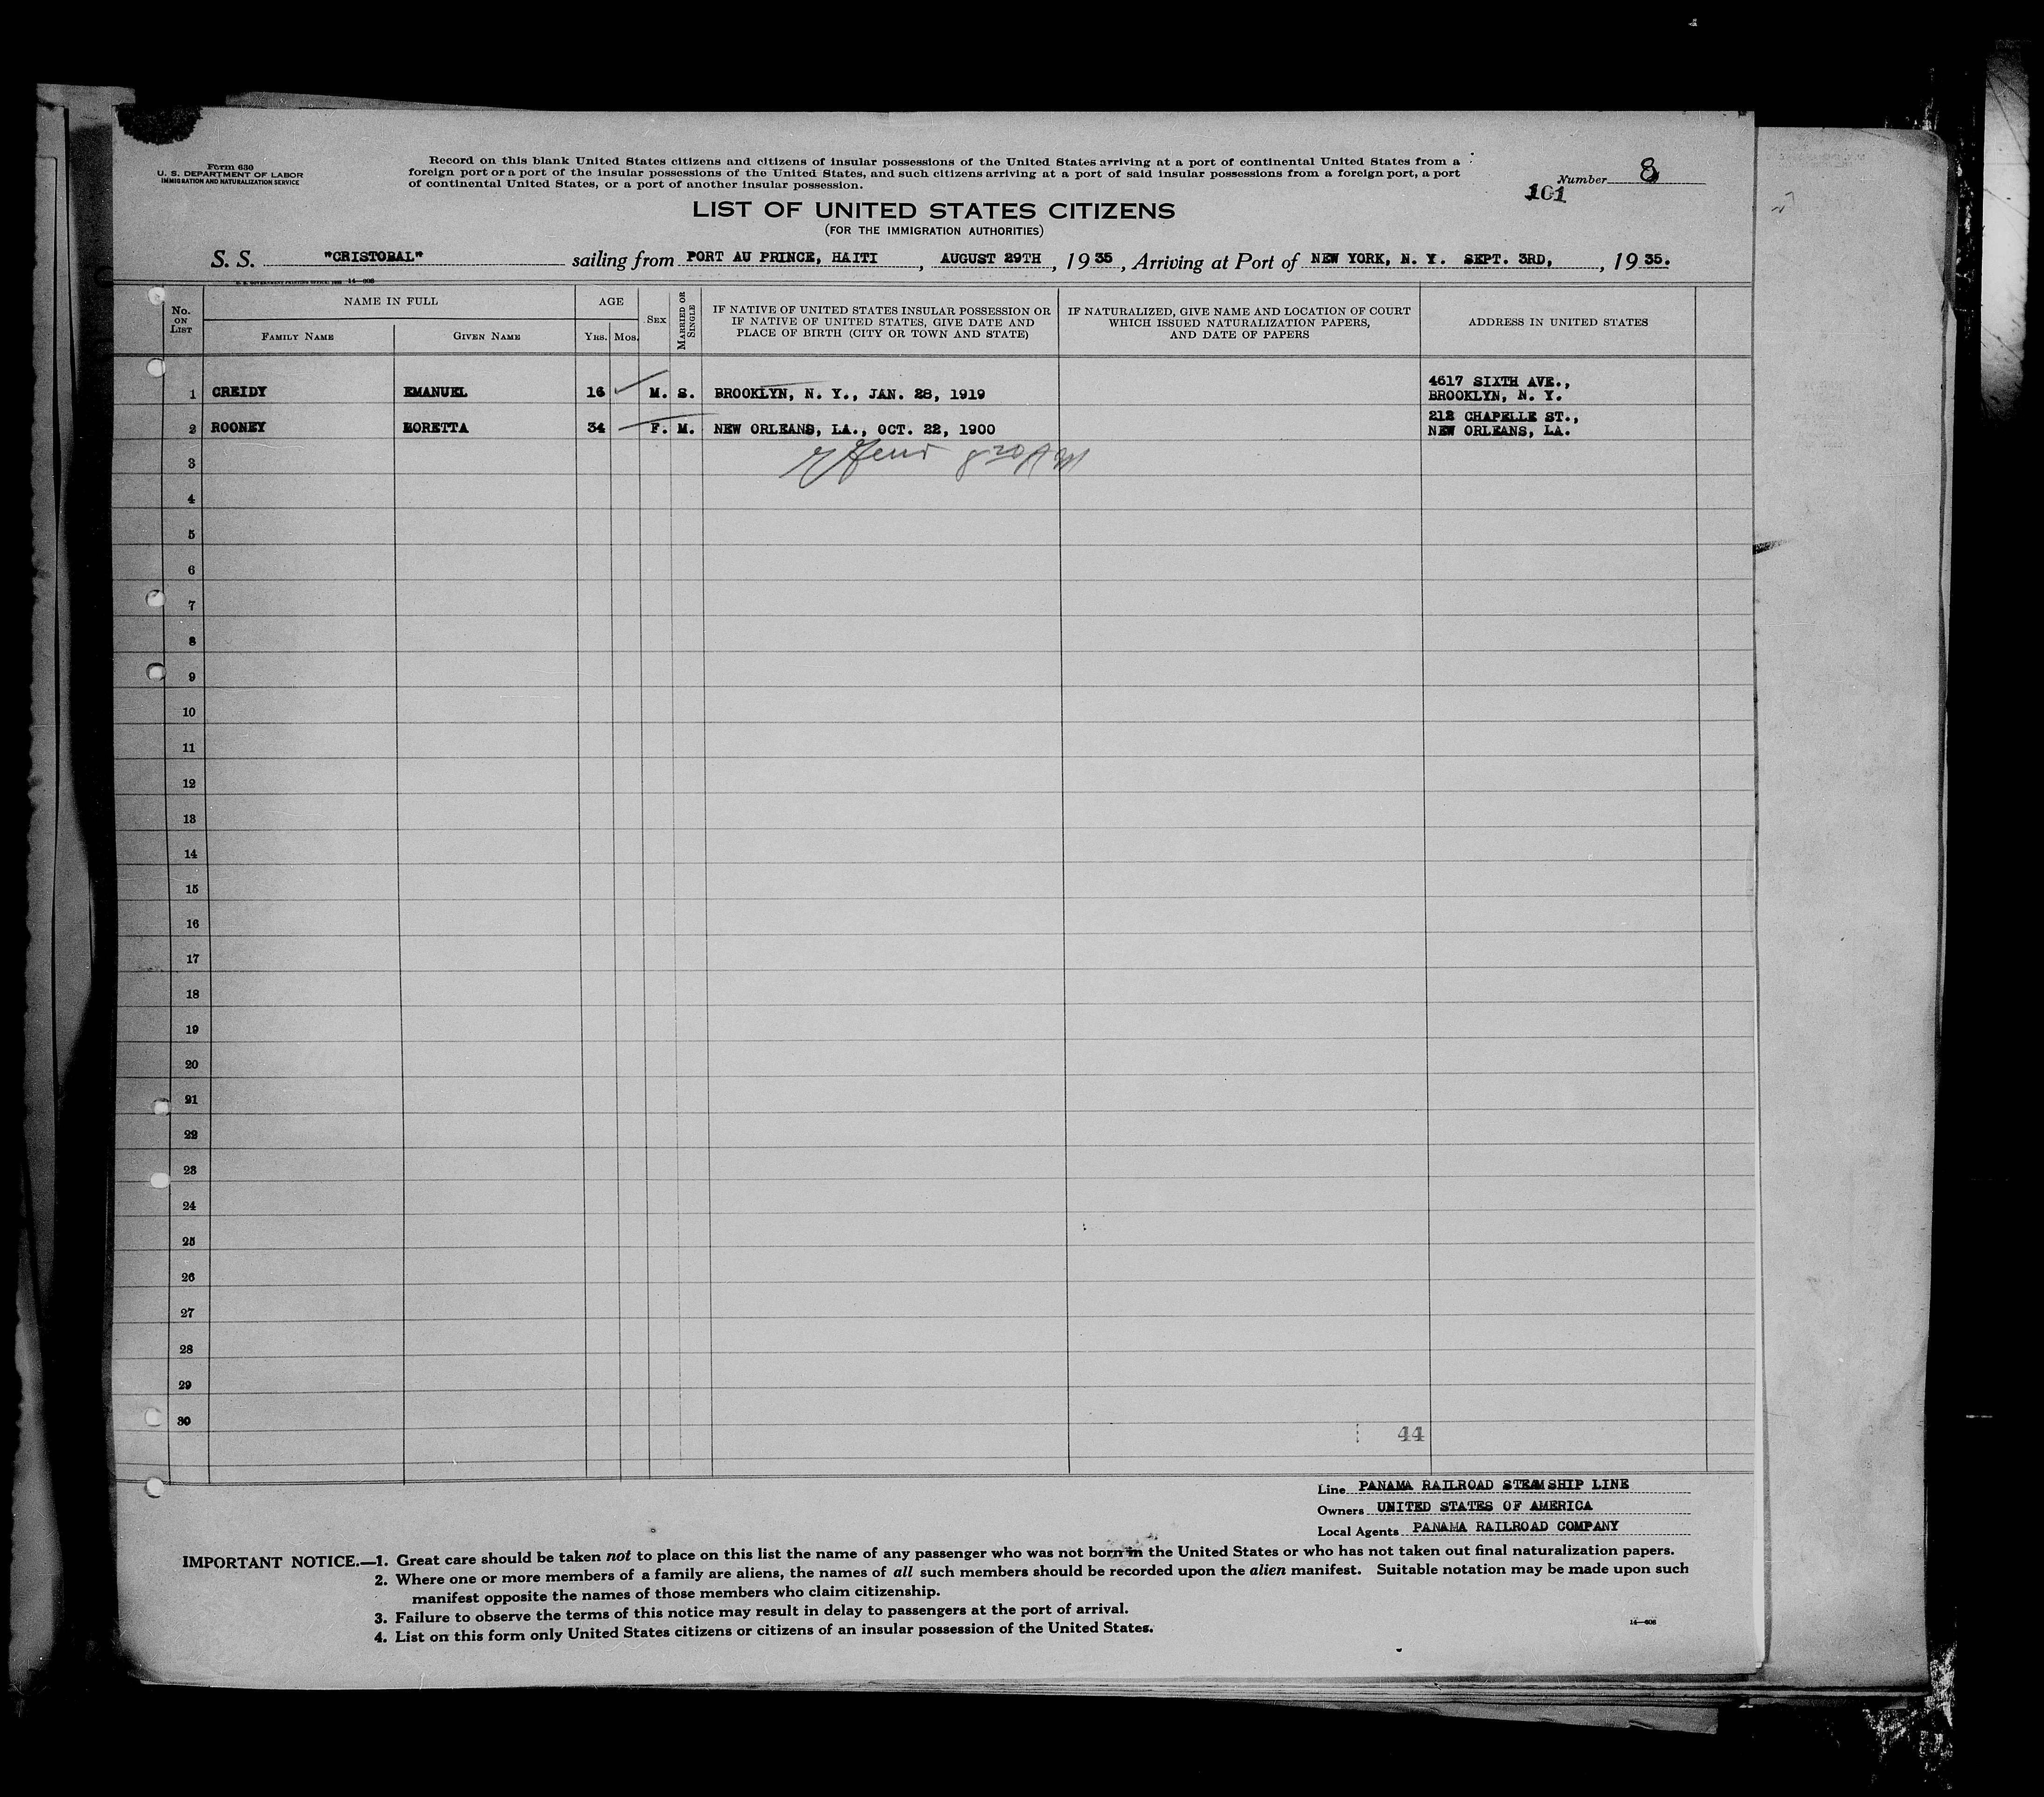 Form 630
U. S. DEPARTMENT OF LABOR
IMMIGRATION AND NATURALIZATION SERVICE
Record on this blank United States citizens and citizens of insular possessions of the United States arriving at a port of continental United States from a
foreign port or a port of the insular possessions of the United States, and such citizens arriving at a port of said insular possessions from a foreign port, a port
of continental United States, or a port of another insular possession.
Number 8
101
LIST OF UNITED STATES CITIZENS
(FOR THE IMMIGRATION AUTHORITIES)
S. S. "CRISTOBAL" sailing from PORT AU PRINCE, HAITI, AUGUST 29TH, 1935, Arriving at Port of NEW YORK, N. Y. SEPT. 3RD, , 1935.
14—608
No. ON LIST
NAME IN FULL
FAMILY NAME
GIVEN NAME
AGE
YRS. MOS.
SEX
MARRIED OR SINGLE
IF NATIVE OF UNITED STATES INSULAR POSSESSION OR
IF NATIVE OF UNITED STATES, GIVE DATE AND
PLACE OF BIRTH (CITY OR TOWN AND STATE)
IF NATURALIZED, GIVE NAME AND LOCATION OF COURT
WHICH ISSUED NATURALIZATION PAPERS,
AND DATE OF PAPERS
ADDRESS IN UNITED STATES
1 CREIDY EMANUEL 16 M. S. BROOKLYN, N. Y., JAN. 28, 1919 4617 SIXTH AVE.,
BROOKLYN, N. Y.
2 ROONEY LORETTA 34 F. M. NEW ORLEANS, LA., OCT. 22, 1900 212 CHAPELLE ST.,
NEW ORLEANS, LA.
3 8 20 AM
4
5
6
7
8
9
10
11
12
13
14
15
16
17
18
19
20
21
22
23
24
25
26
27
28
29
30
44
Line PANAMA RAILROAD STEAMSHIP LINE
Owners UNITED STATES OF AMERICA
Local Agents PANAMA RAILROAD COMPANY
IMPORTANT NOTICE.—1. Great care should be taken not to place on this list the name of any passenger who was not born in the United States or who has not taken out final naturalization papers.
2. Where one or more members of a family are aliens, the names of all such members should be recorded upon the alien manifest. Suitable notation may be made upon such
manifest opposite the names of those members who claim citizenship.
3. Failure to observe the terms of this notice may result in delay to passengers at the port of arrival.
4. List on this form only United States citizens or citizens of an insular possession of the United States.
14—608